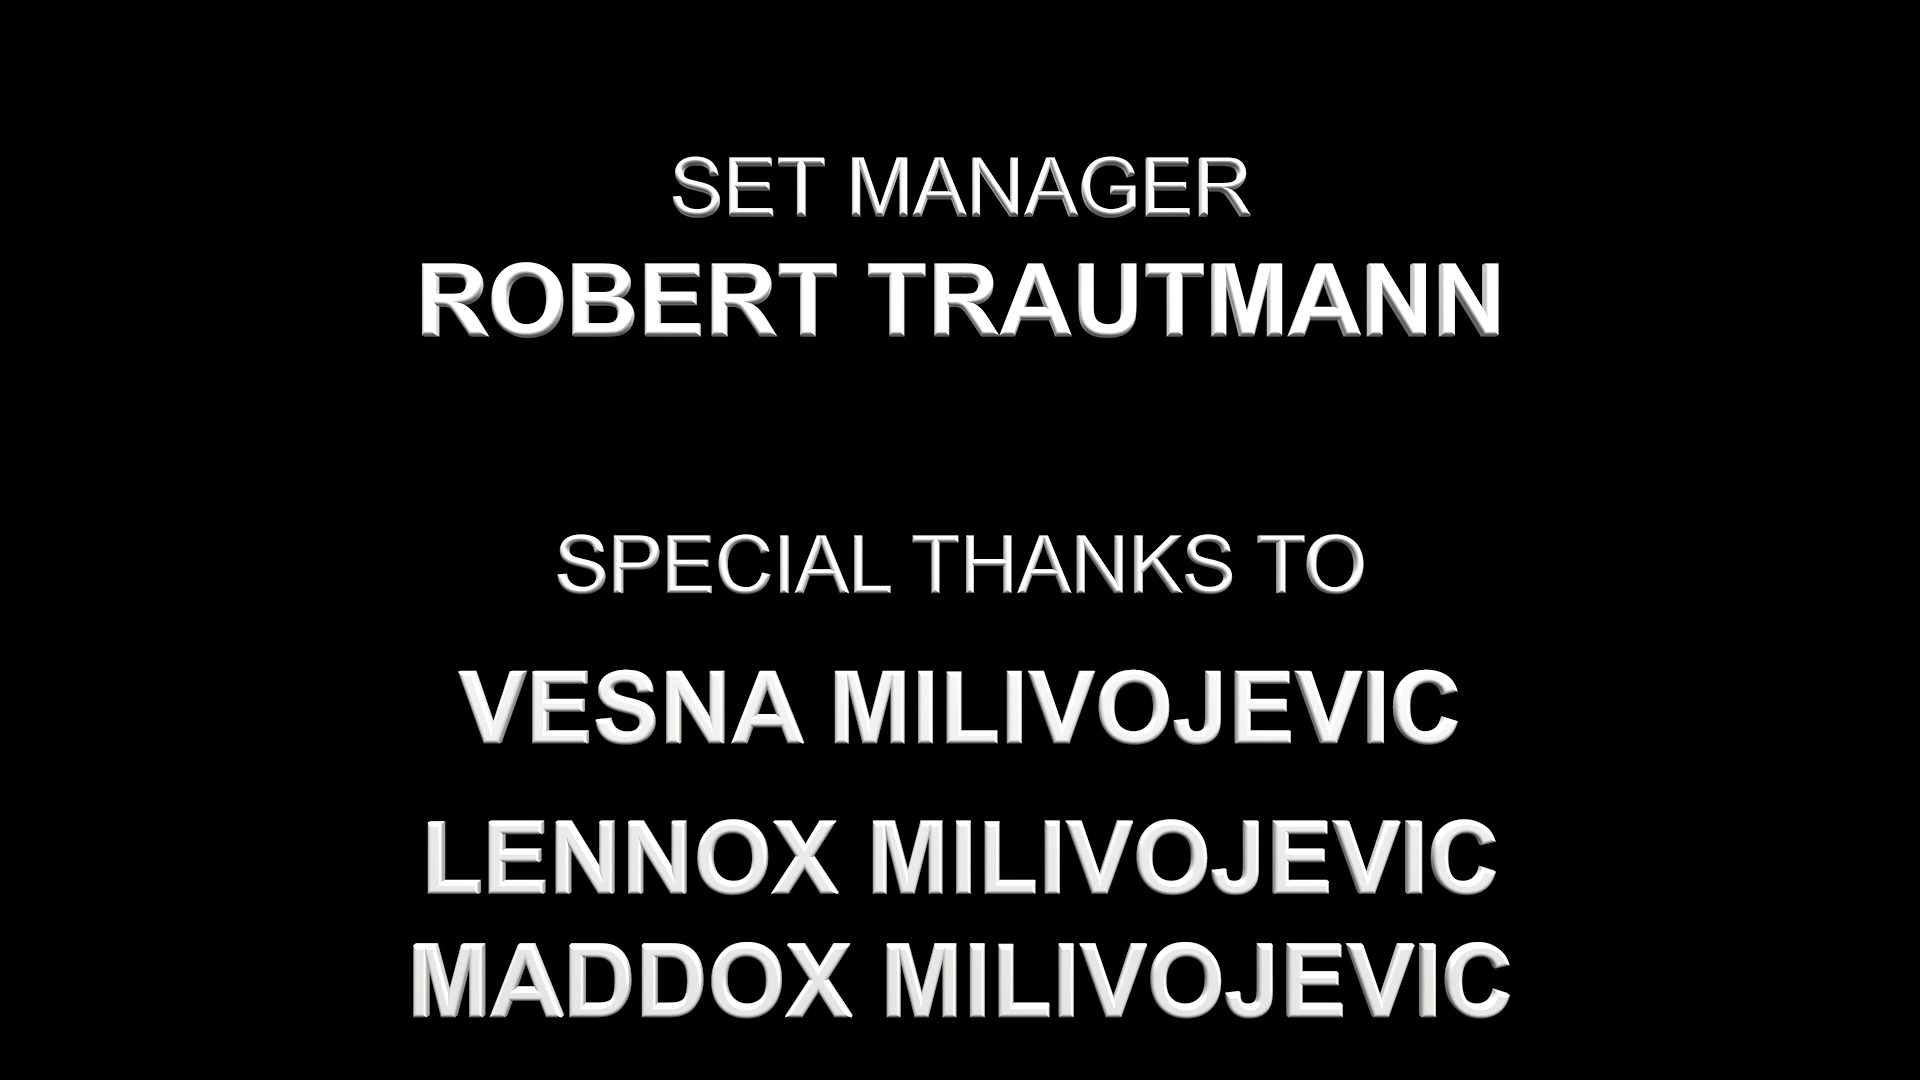 SET MANAGER
ROBERT TRAUTMANN
SPECIAL THANKS TO
VESNA MILIVOJEVIC
LENNOX MILIVOJEVIC
MADDOX MILIVOJEVIC